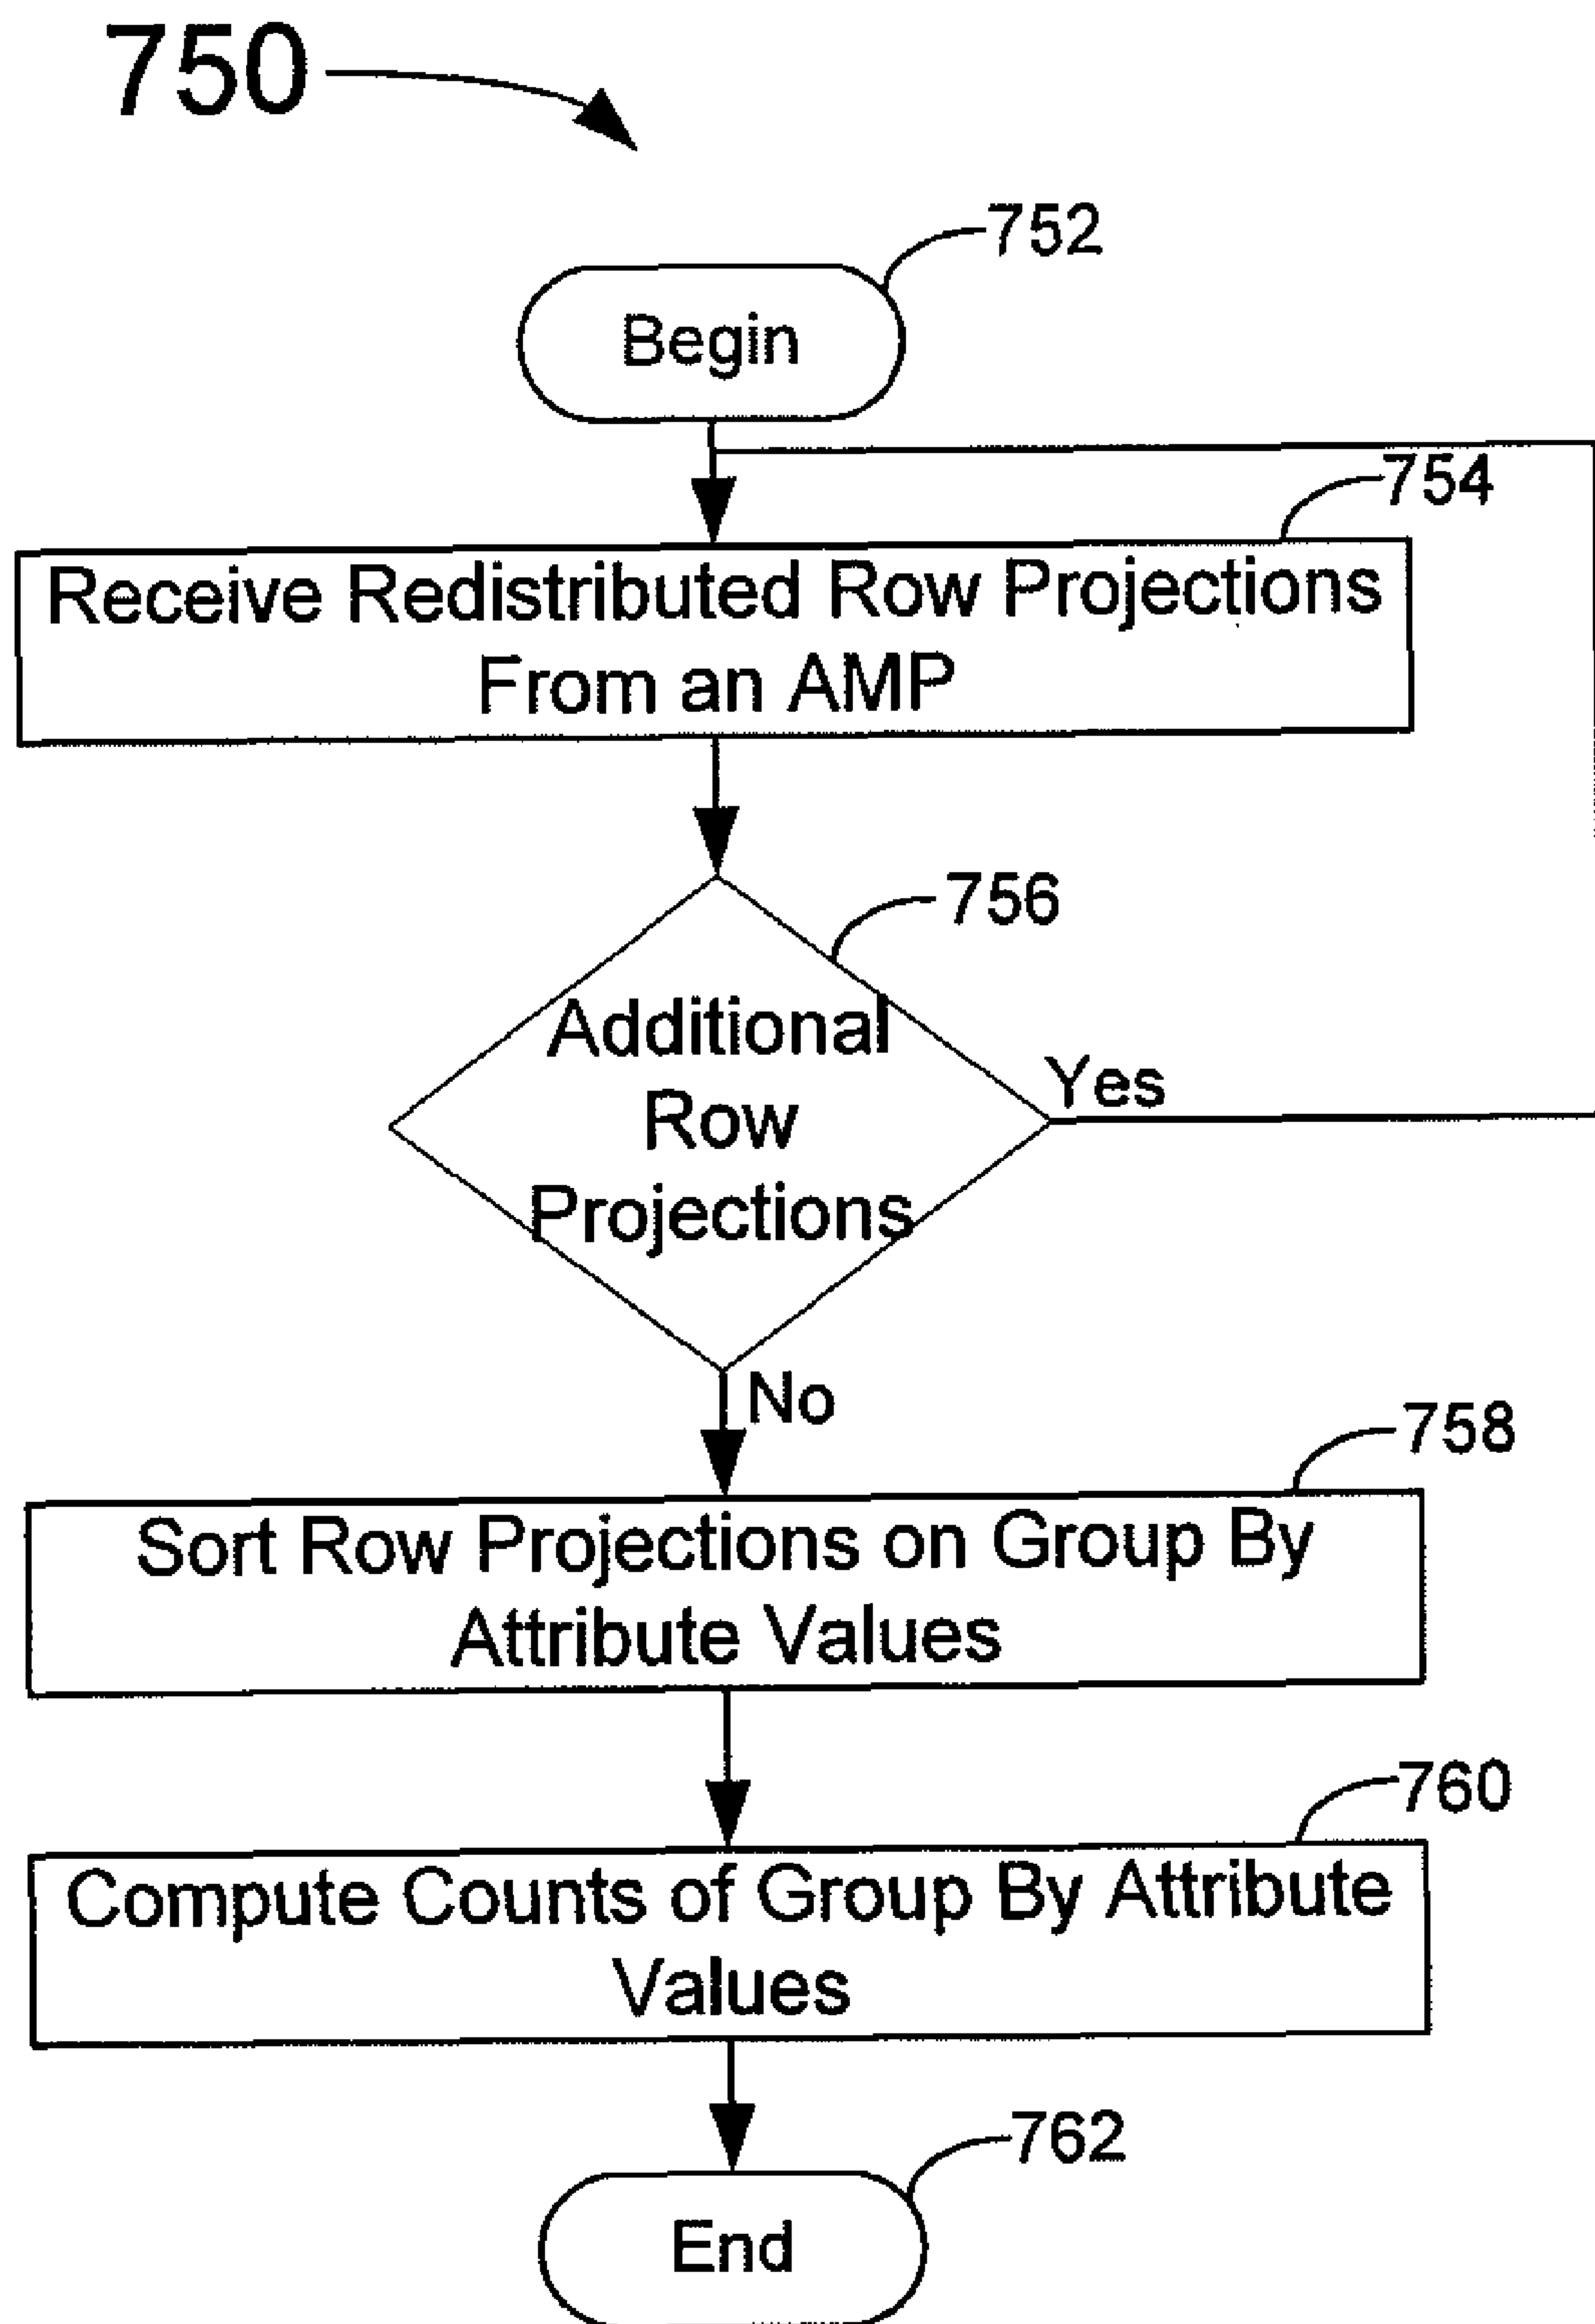 750
752
Begin
754
Receive Redistributed Row Projections
From an AMP
756
Additional
Row
Projections
Yes
No
758
Sort Row Projections on Group By
Attribute Values
760
Compute Counts of Group By Attribute
Values
762
End